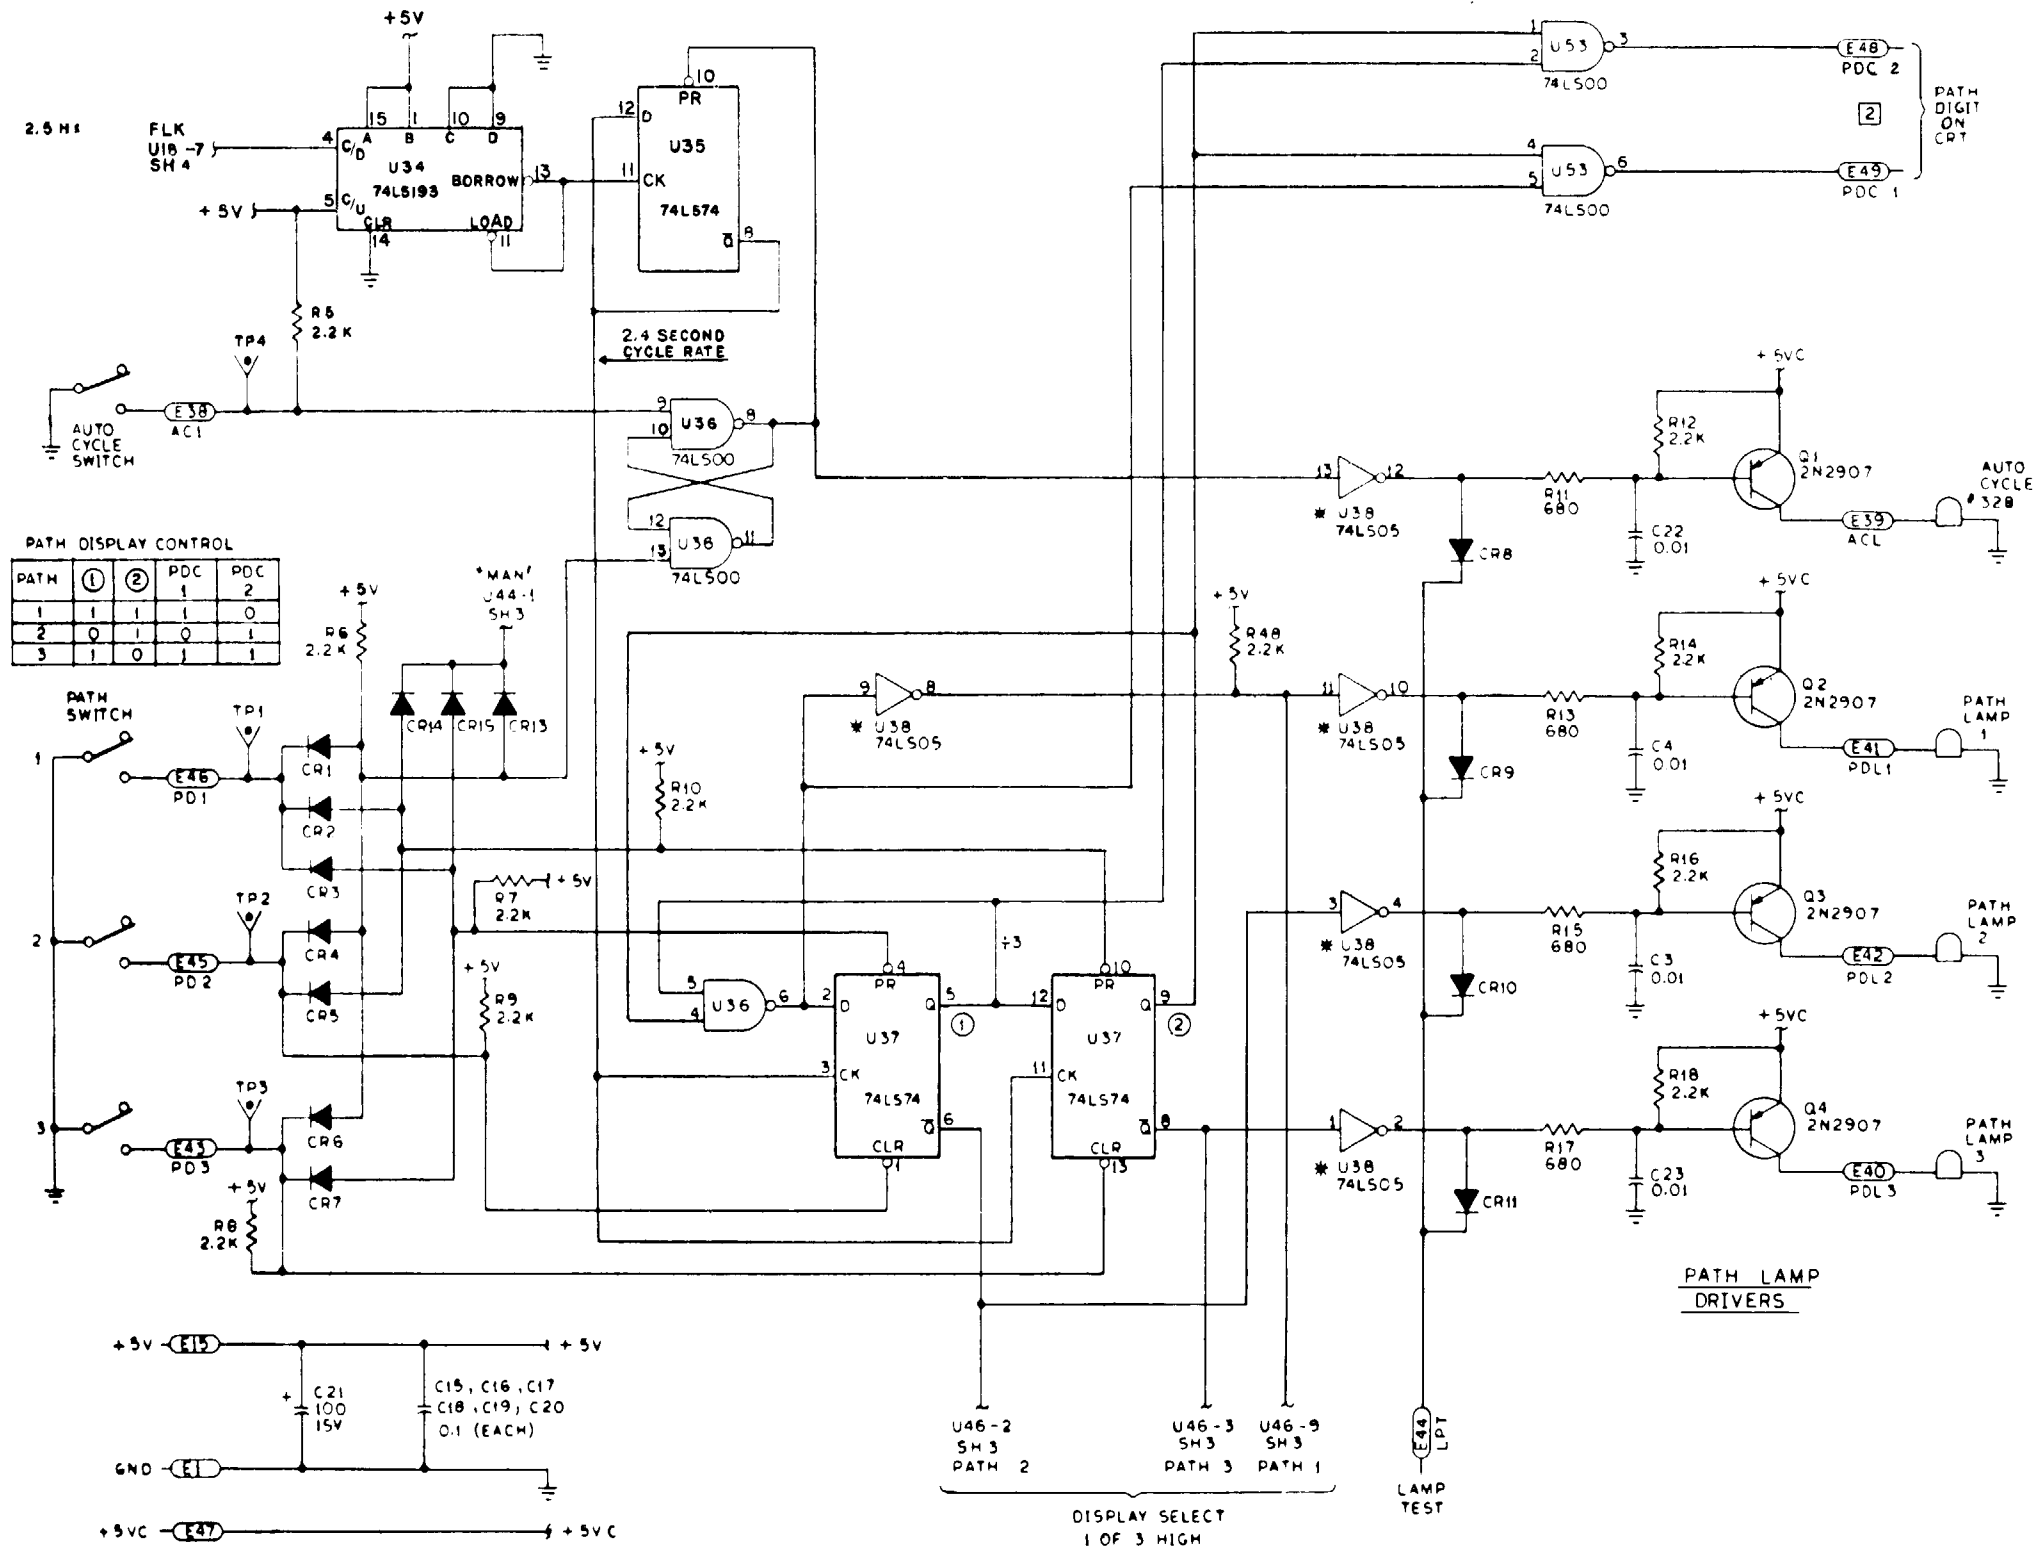 +5V
2.5 Hz
FLK
U18-7
SH 4
4
C/D
15
1
10
9
A
B
C
D
U34
74LS193
BORROW
13
+5V
5
C/U
CLR
14
LOAD
11
10
PR
12
D
U35
11
CK
74LS74
Q
8
2.4 SECOND
CYCLE RATE
R5
2.2K
TP4
AUTO
CYCLE
SWITCH
E38
AC1
9
10
U36
8
74LS00
12
13
U36
11
74LS00
1
2
U53
3
74LS00
E48
PDC 2
4
5
U53
6
74LS00
E49
PDC 1
2
PATH
DIGIT
ON
CRT
PATH DISPLAY CONTROL
PATH 1 2 PDC 1 PDC 2
1 1 1 1 0
2 0 1 0 1
3 1 0 1 1
+5V
R6
2.2K
"MAN"
U44-1
SH3
CR14
CR15
CR13
PATH
SWITCH
1
TP1
E46
PD1
CR1
CR2
CR3
2
TP2
E45
PD2
CR4
CR5
3
TP3
E43
PD3
CR6
CR7
+5V
R8
2.2K
R7
2.2K
+5V
+5V
R9
2.2K
+5V
R10
2.2K
9
8
* U38
74LS05
+5V
R48
2.2K
5
4
U36
6
÷3
4
PR
2
D
Q
5
1
U37
3
CK
74LS74
Q
6
CLR
1
10
PR
12
D
Q
9
2
U37
11
CK
74LS74
Q
8
CLR
13
13
12
* U38
74LS05
CR8
R11
680
C22
0.01
R12
2.2K
+5VC
Q1
2N2907
E39
ACL
AUTO
CYCLE
#328
11
10
* U38
74LS05
CR9
R13
680
C4
0.01
R14
2.2K
+5VC
Q2
2N2907
E41
PDL1
PATH
LAMP
1
3
4
* U38
74LS05
CR10
R15
680
C3
0.01
R16
2.2K
+5VC
Q3
2N2907
E42
PDL2
PATH
LAMP
2
1
2
* U38
74LS05
CR11
R17
680
C23
0.01
R18
2.2K
+5VC
Q4
2N2907
E40
PDL3
PATH
LAMP
3
PATH LAMP
DRIVERS
+5V
E15
+5V
+
C21
100
15V
C15, C16, C17
C18, C19, C20
0.1 (EACH)
GND
E1
+5VC
E47
+5VC
U46-2
SH3
PATH 2
U46-3
SH3
PATH 3
U46-9
SH3
PATH 1
DISPLAY SELECT
1 OF 3 HIGH
E44
LPT
LAMP
TEST